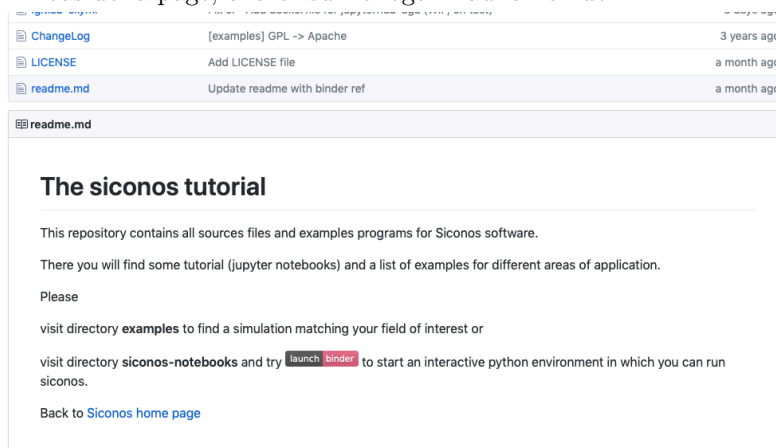 ChangeLog [examples] GPL -> Apache 3 years ago
LICENSE Add LICENSE file a month ago
readme.md Update readme with binder ref a month ago
readme.md
The siconos tutorial
This repository contains all sources files and examples programs for Siconos software.
There you will find some tutorial (jupyter notebooks) and a list of examples for different areas of application.
Please
visit directory examples to find a simulation matching your field of interest or
visit directory siconos-notebooks and try launch binder to start an interactive python environment in which you can run
siconos.
Back to Siconos home page